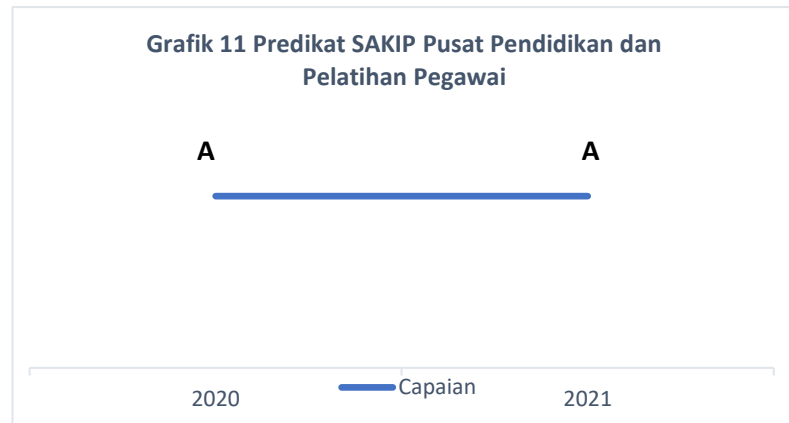 Grafik 11 Predikat SAKIP Pusat Pendidikan dan
Pelatihan Pegawai
A A
Capaian
2020 2021